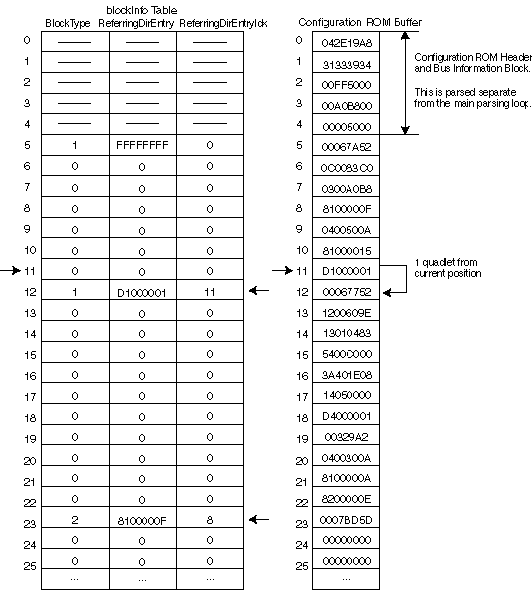 blockInfo Table
BlockType ReferringDirEntry ReferringDirEntryIdx
Configuration ROM Buffer
0 042E19A8
1 31333934
2 00FF5000
3 00A0B800
4 00005000
Configuration ROM Header
and Bus Information Block.
This is parsed separate
from the main parsing loop.
5 1 FFFFFFFF 0 5 00067A52
6 0 0 0 6 0C0083C0
7 0 0 0 7 0300A0B8
8 0 0 0 8 8100000F
9 0 0 0 9 0400500A
10 0 0 0 10 81000015
11 0 0 0 11 D1000001
1 quadlet from
current position
12 1 D1000001 11 12 00067752
13 0 0 0 13 1200609E
14 0 0 0 14 13010483
15 0 0 0 15 5400C000
16 0 0 0 16 3A401E08
17 0 0 0 17 14050000
18 0 0 0 18 D4000001
19 0 0 0 19 00329A2
20 0 0 0 20 0400300A
21 0 0 0 21 8100000A
22 0 0 0 22 8200000E
23 2 8100000F 8 23 0007BD5D
24 0 0 0 24 00000000
25 0 0 0 25 00000000
... ... ... ...